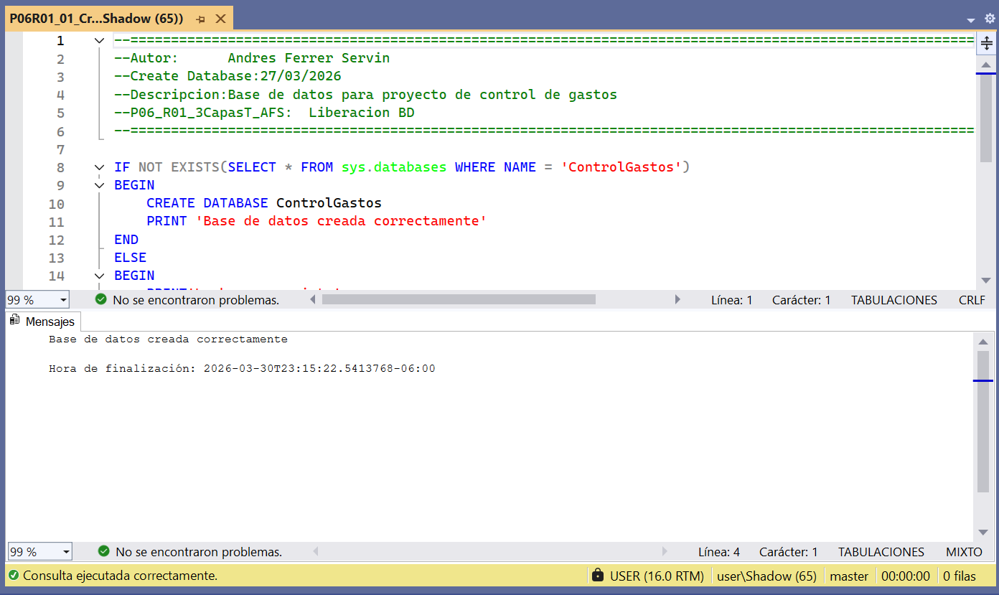 P06R01_01_Cr...Shadow (65))
1 --==========================================================================================================
2 --Autor:      Andres Ferrer Servin
3 --Create Database:27/03/2026
4 --Descripcion:Base de datos para proyecto de control de gastos
5 --P06_R01_3CapasT_AFS:  Liberacion BD
6 --==========================================================================================================
7
8 IF NOT EXISTS(SELECT * FROM sys.databases WHERE NAME = 'ControlGastos')
9 BEGIN
10     CREATE DATABASE ControlGastos
11     PRINT 'Base de datos creada correctamente'
12 END
13 ELSE
14 BEGIN
99 % No se encontraron problemas. Línea: 1 Carácter: 1 TABULACIONES CRLF
Mensajes
Base de datos creada correctamente
Hora de finalización: 2026-03-30T23:15:22.5413768-06:00
99 % No se encontraron problemas. Línea: 4 Carácter: 1 TABULACIONES MIXTO
Consulta ejecutada correctamente. USER (16.0 RTM) user\Shadow (65) master 00:00:00 0 filas